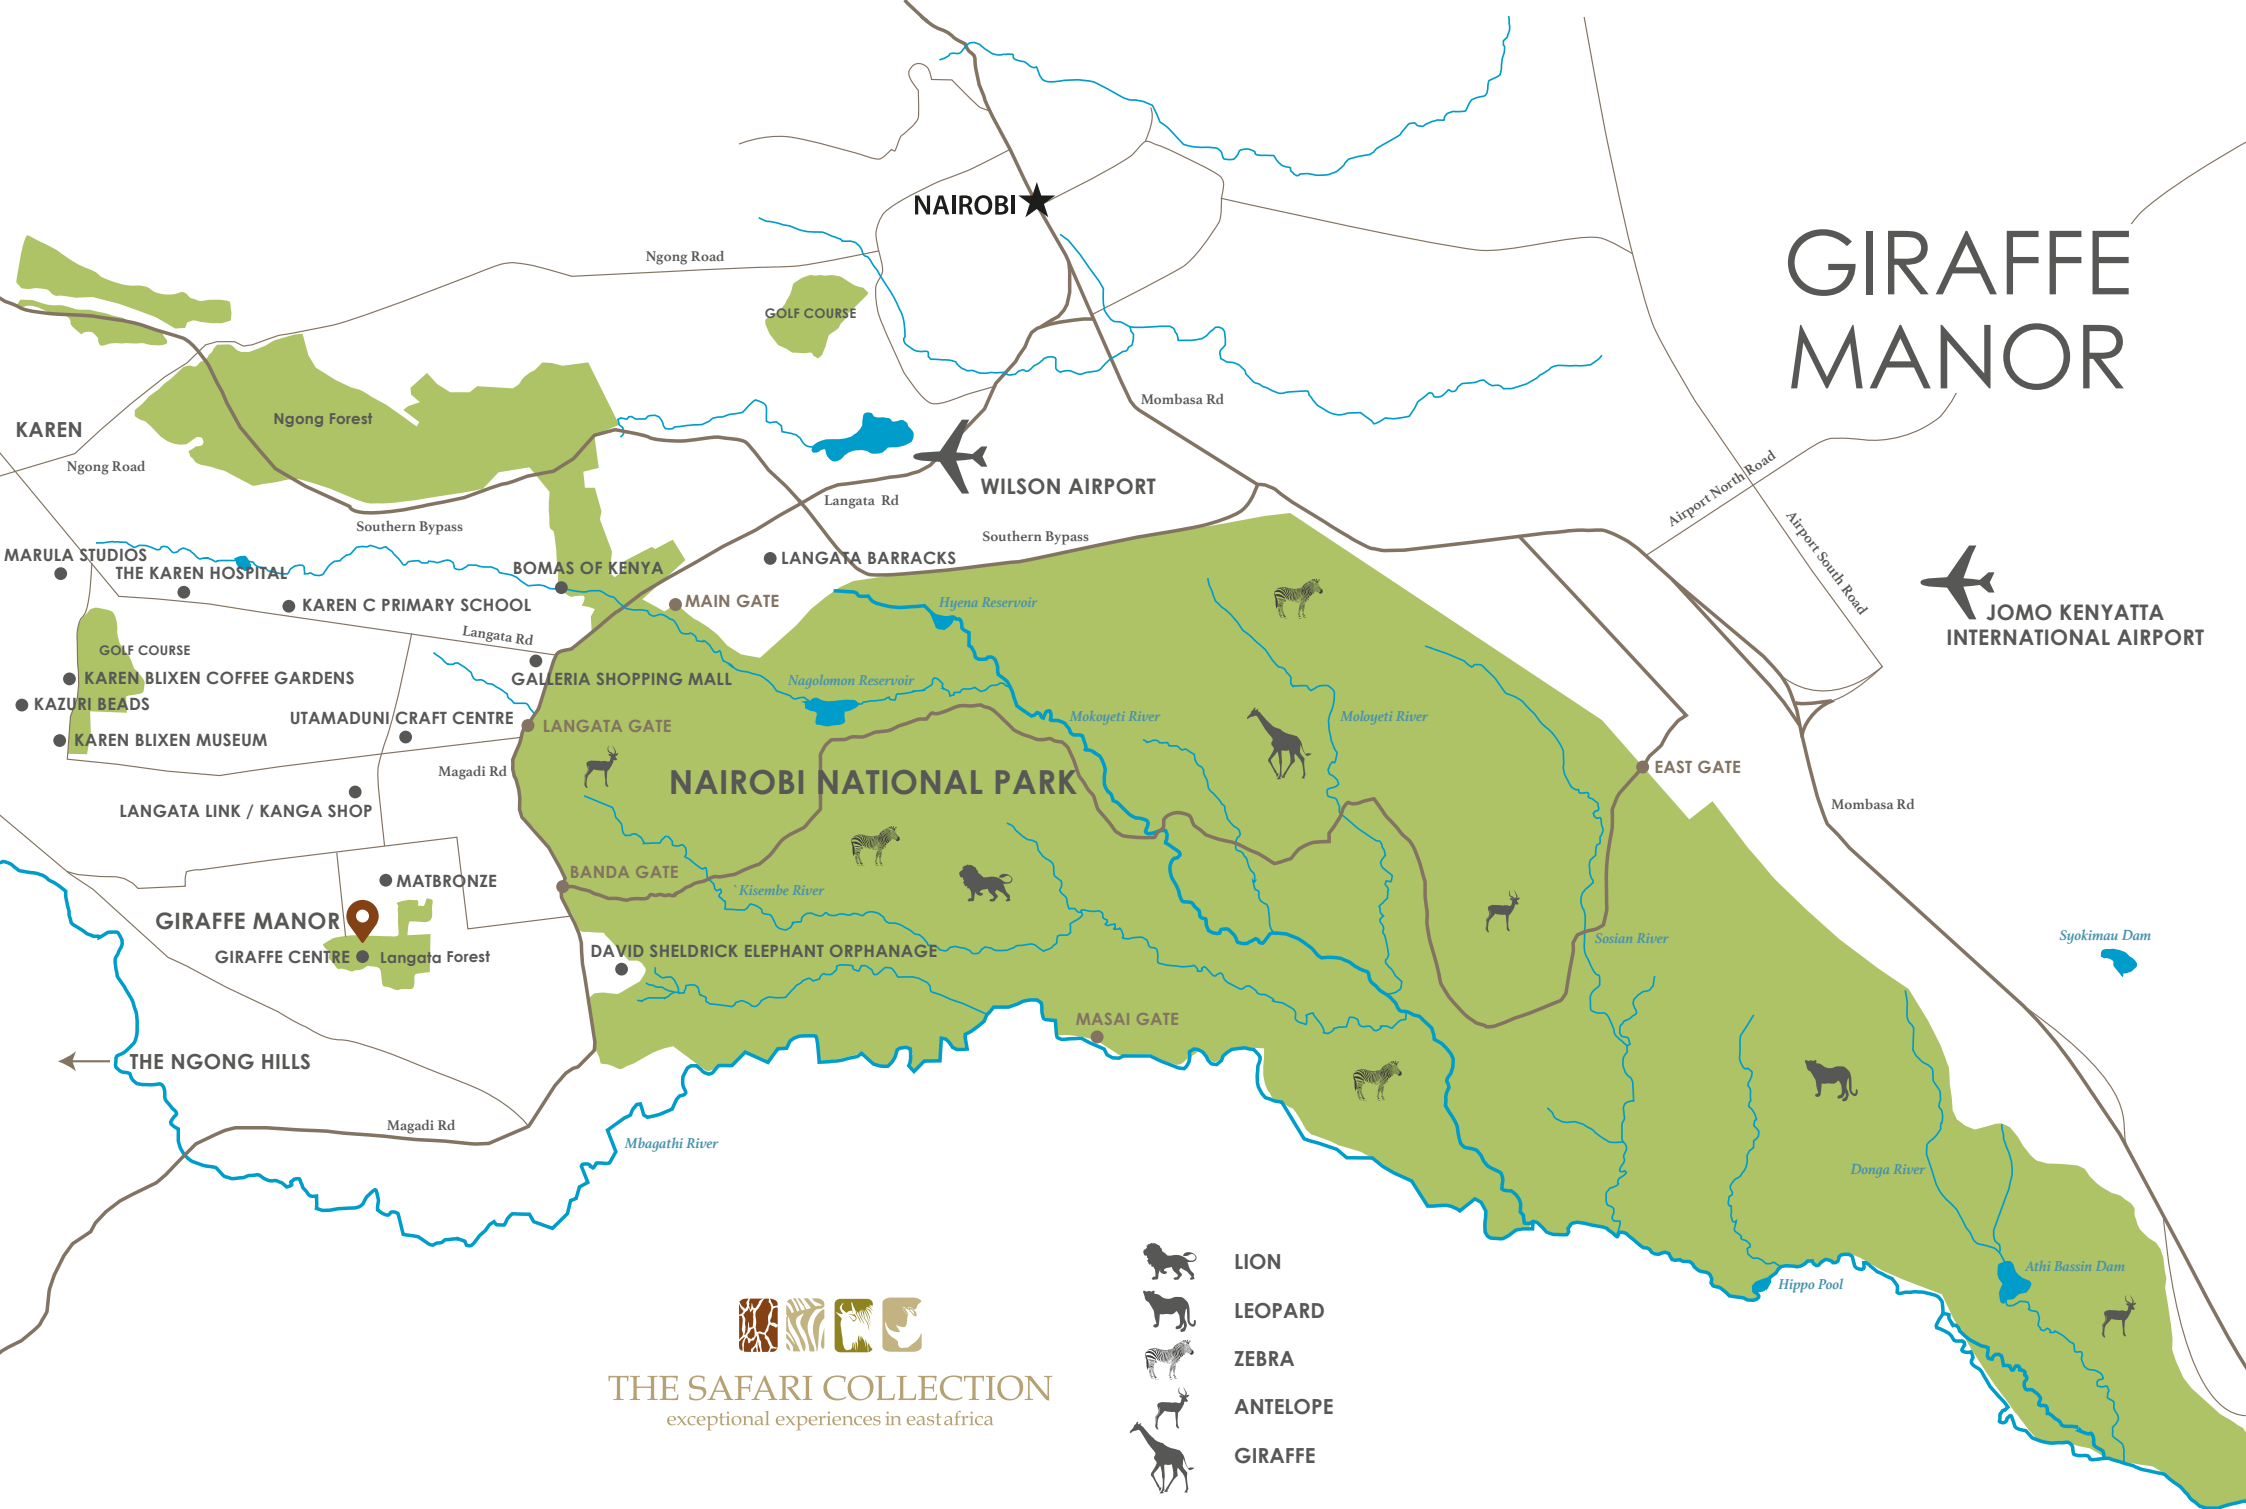 NAIROBI
GIRAFFE
MANOR
Ngong Road
GOLF COURSE
Mombasa Rd
Ngong Forest
KAREN
Ngong Road
WILSON AIRPORT
Langata Rd
Airport North Road
Airport South Road
Southern Bypass
Southern Bypass
MARULA STUDIOS
THE KAREN HOSPITAL
BOMAS OF KENYA
LANGATA BARRACKS
KAREN C PRIMARY SCHOOL
MAIN GATE
Hyena Reservoir
JOMO KENYATTA
INTERNATIONAL AIRPORT
Langata Rd
GOLF COURSE
KAREN BLIXEN COFFEE GARDENS
GALLERIA SHOPPING MALL
Nagolomon Reservoir
KAZURI BEADS
UTAMADUNI CRAFT CENTRE
LANGATA GATE
Mokoyeti River
Moloyeti River
KAREN BLIXEN MUSEUM
Magadi Rd
NAIROBI NATIONAL PARK
EAST GATE
LANGATA LINK / KANGA SHOP
Mombasa Rd
BANDA GATE
MATBRONZE
` Kisembe River
GIRAFFE MANOR
GIRAFFE CENTRE
Langata Forest
DAVID SHELDRICK ELEPHANT ORPHANAGE
Sosian River
Syokimau Dam
MASAI GATE
THE NGONG HILLS
Magadi Rd
Mbagathi River
Donga River
Hippo Pool
Athi Bassin Dam
LION
LEOPARD
ZEBRA
ANTELOPE
GIRAFFE
THE SAFARI COLLECTION
exceptional experiences in east africa